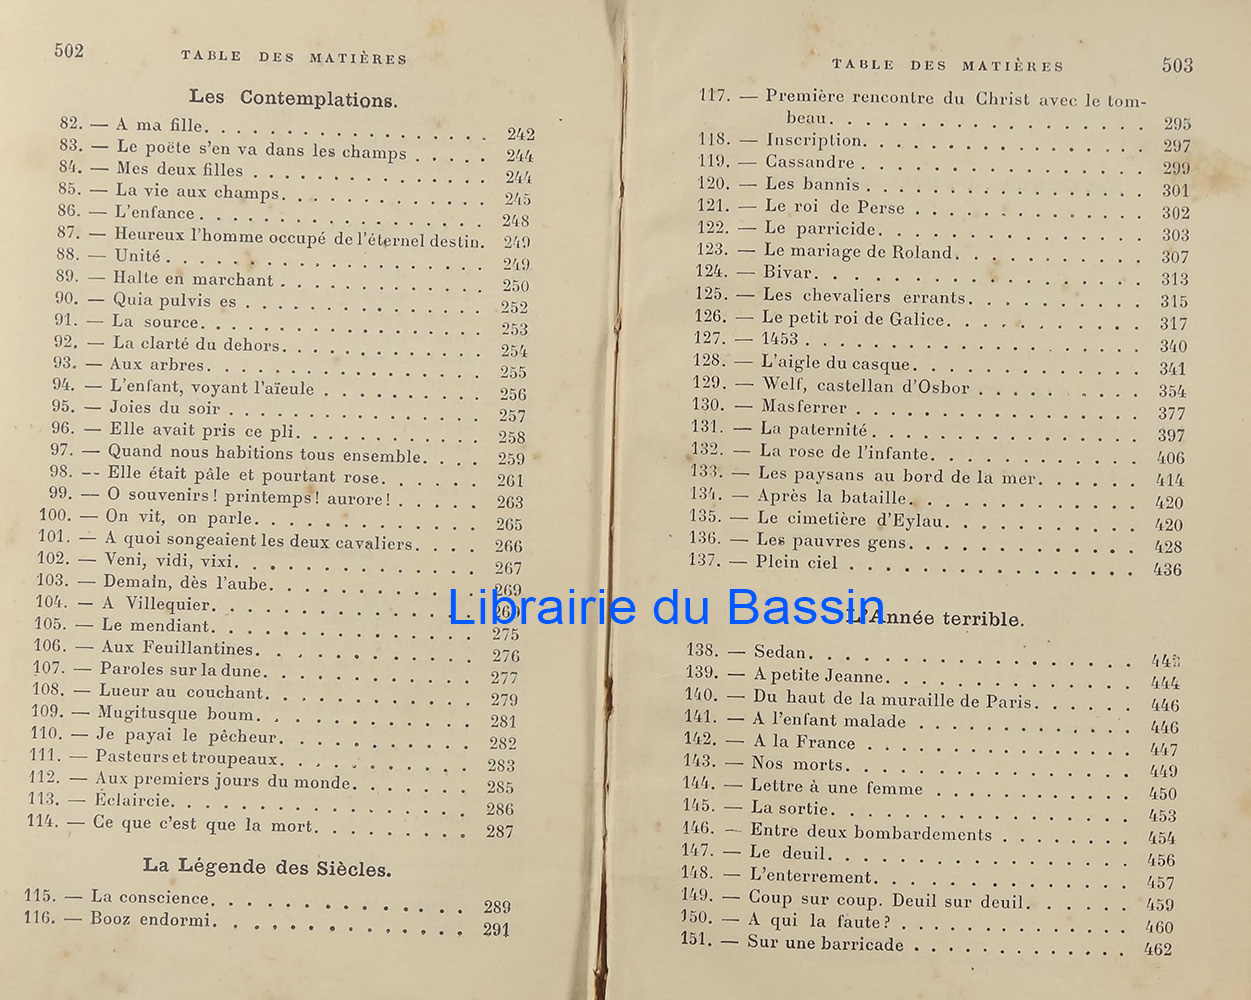 502
TABLE DES MATIÈRES
Les Contemplations.
82. — A ma fille. . . . . . . . . . . . . . . . 242
83. — Le poëte s'en va dans les champs . . . . . 244
84. — Mes deux filles . . . . . . . . . . . . . . 244
85. — La vie aux champs. . . . . . . . . . . . . 245
86. — L'enfance . . . . . . . . . . . . . . . . 248
87. — Heureux l'homme occupé de l'éternel destin. 249
88. — Unité . . . . . . . . . . . . . . . . . . 249
89. — Halte en marchant . . . . . . . . . . . . 250
90. — Quia pulvis es . . . . . . . . . . . . . . 252
91. — La source. . . . . . . . . . . . . . . . . 253
92. — La clarté du dehors. . . . . . . . . . . . 254
93. — Aux arbres. . . . . . . . . . . . . . . . 255
94. — L'enfant, voyant l'aïeule . . . . . . . . . 256
95. — Joies du soir . . . . . . . . . . . . . . 257
96. — Elle avait pris ce pli. . . . . . . . . . . 258
97. — Quand nous habitions tous ensemble. . . . 259
98. — Elle était pâle et pourtant rose. . . . . . 261
99. — O souvenirs! printemps! aurore! . . . . . 263
100. — On vit, on parle. . . . . . . . . . . . . 265
101. — A quoi songeaient les deux cavaliers. . . . 266
102. — Veni, vidi, vixi. . . . . . . . . . . . . 267
103. — Demain, dès l'aube. . . . . . . . . . . . 269
104. — A Villequier. . . . . . . . . . . . . . . 269
105. — Le mendiant. . . . . . . . . . . . . . . 275
106. — Aux Feuillantines. . . . . . . . . . . . 276
107. — Paroles sur la dune. . . . . . . . . . . 277
108. — Lueur au couchant. . . . . . . . . . . . 279
109. — Mugitusque boum. . . . . . . . . . . . . 281
110. — Je payai le pêcheur. . . . . . . . . . . 282
111. — Pasteurs et troupeaux. . . . . . . . . . 283
112. — Aux premiers jours du monde. . . . . . . 285
113. — Éclaircie. . . . . . . . . . . . . . . . 286
114. — Ce que c'est que la mort. . . . . . . . . 287
La Légende des Siècles.
115. — La conscience. . . . . . . . . . . . . . 289
116. — Booz endormi. . . . . . . . . . . . . . 291
TABLE DES MATIÈRES
503
117. — Première rencontre du Christ avec le tom-
beau. . . . . . . . . . . . . . . . . . 295
118. — Inscription. . . . . . . . . . . . . . . 297
119. — Cassandre . . . . . . . . . . . . . . . 299
120. — Les bannis . . . . . . . . . . . . . . . 301
121. — Le roi de Perse . . . . . . . . . . . . 302
122. — Le parricide. . . . . . . . . . . . . . 303
123. — Le mariage de Roland. . . . . . . . . . 307
124. — Bivar. . . . . . . . . . . . . . . . . 313
125. — Les chevaliers errants. . . . . . . . . 315
126. — Le petit roi de Galice. . . . . . . . . 317
127. — 1453 . . . . . . . . . . . . . . . . . 340
128. — L'aigle du casque. . . . . . . . . . . 341
129. — Welf, castellan d'Osbor . . . . . . . . 354
130. — Masferrer . . . . . . . . . . . . . . . 377
131. — La paternité. . . . . . . . . . . . . . 397
132. — La rose de l'infante. . . . . . . . . . 406
133. — Les paysans au bord de la mer. . . . . . 414
134. — Après la bataille. . . . . . . . . . . . 420
135. — Le cimetière d'Eylau. . . . . . . . . . 420
136. — Les pauvres gens. . . . . . . . . . . . 428
137. — Plein ciel . . . . . . . . . . . . . . . 436
Librairie du Bassin
L'Année terrible.
138. — Sedan. . . . . . . . . . . . . . . . .
139. — A petite Jeanne. . . . . . . . . . . . 444
140. — Du haut de la muraille de Paris. . . . . 446
141. — A l'enfant malade . . . . . . . . . . . 446
142. — A la France . . . . . . . . . . . . . . 447
143. — Nos morts. . . . . . . . . . . . . . . 449
144. — Lettre à une femme . . . . . . . . . . 450
145. — La sortie. . . . . . . . . . . . . . . 453
146. — Entre deux bombardements . . . . . . . 454
147. — Le deuil. . . . . . . . . . . . . . . . 456
148. — L'enterrement. . . . . . . . . . . . . 457
149. — Coup sur coup. Deuil sur deuil. . . . . . 459
150. — A qui la faute? . . . . . . . . . . . . 460
151. — Sur une barricade . . . . . . . . . . . 462